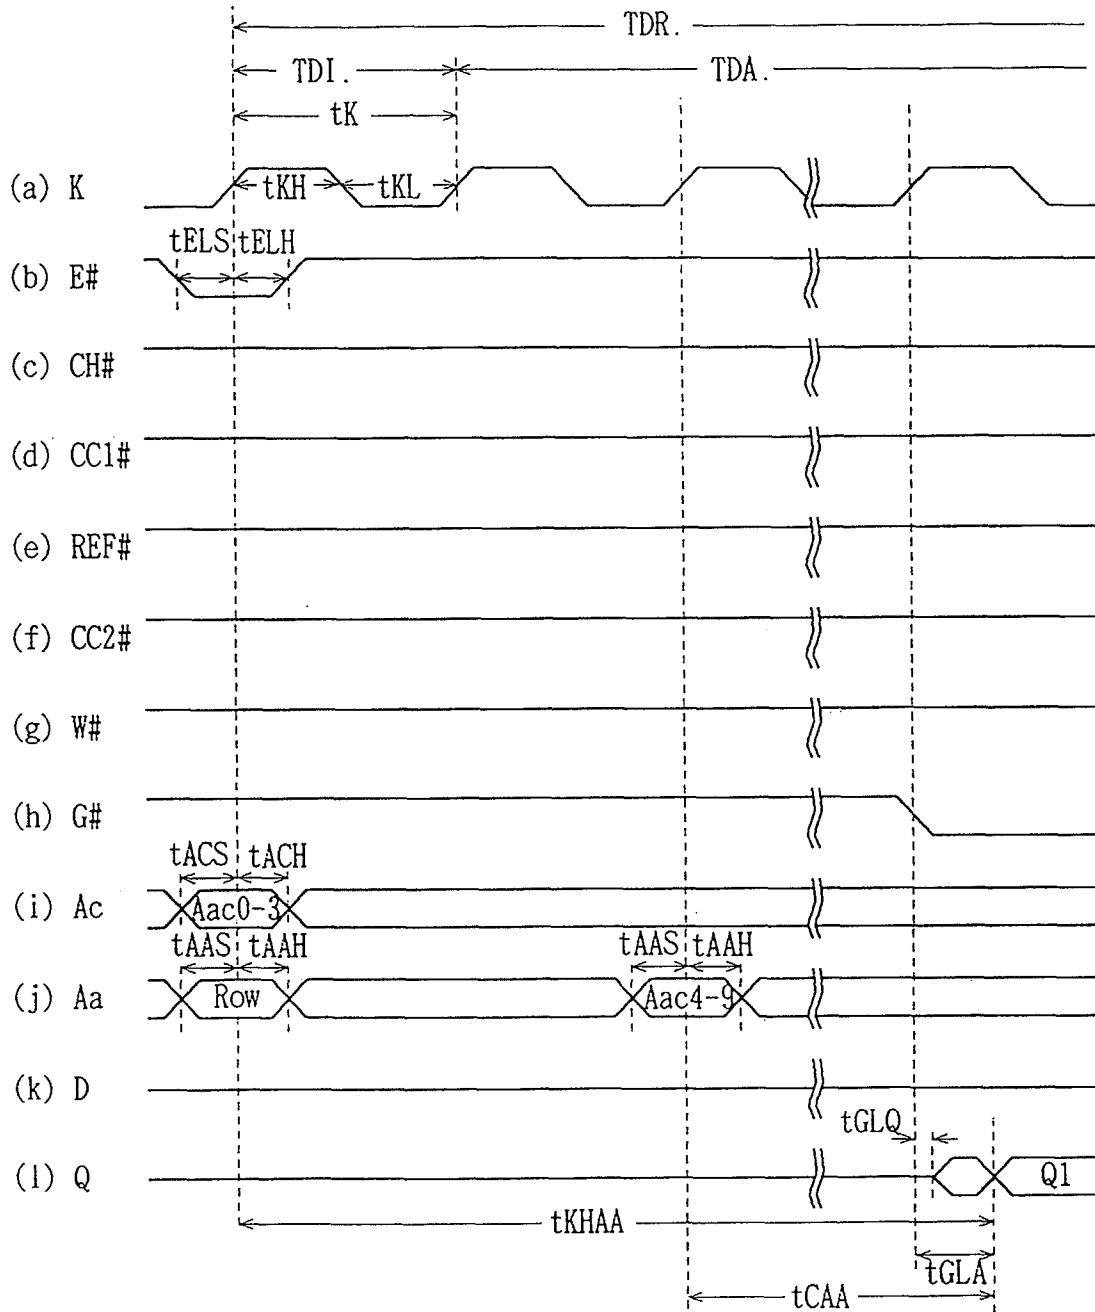 TDR.
TDI. TDA.
tK
(a) K tKH tKL
tELS tELH
(b) E#
(c) CH#
(d) CC1#
(e) REF#
(f) CC2#
(g) W#
(h) G#
tACS tACH
(i) Ac Aac0-3
tAAS tAAH tAAS tAAH
(j) Aa Row Aac4-9
(k) D
tGLQ
(l) Q Q1
tKHAA
tGLA
tCAA